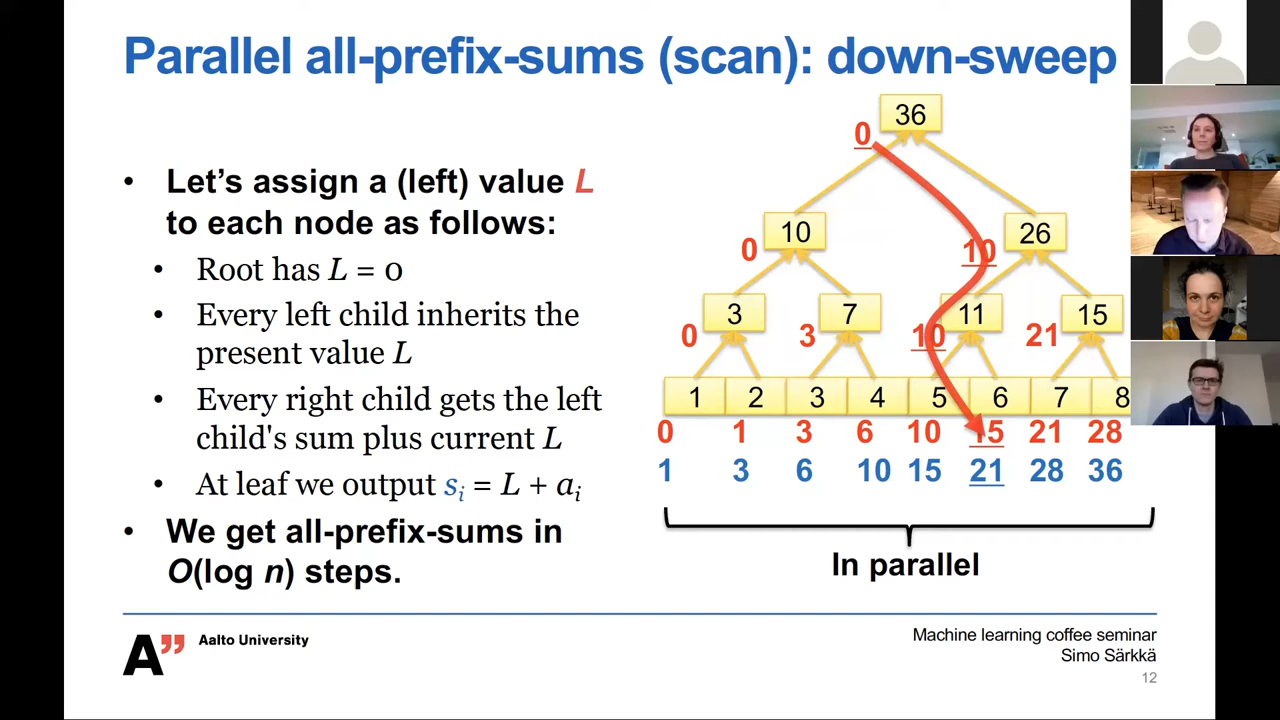 Parallel all-prefix-sums (scan): down-sweep
• Let's assign a (left) value L
to each node as follows:
• Root has L = 0
• Every left child inherits the
present value L
• Every right child gets the left
child's sum plus current L
• At leaf we output si = L + ai
• We get all-prefix-sums in
O(log n) steps.
36
0
10 26
0 10
3 7 11 15
0 3 10 21
1 2 3 4 5 6 7 8
0 1 3 6 10 15 21 28
1 3 6 10 15 21 28 36
In parallel
A”
Aalto University
Machine learning coffee seminar
Simo Särkkä
12